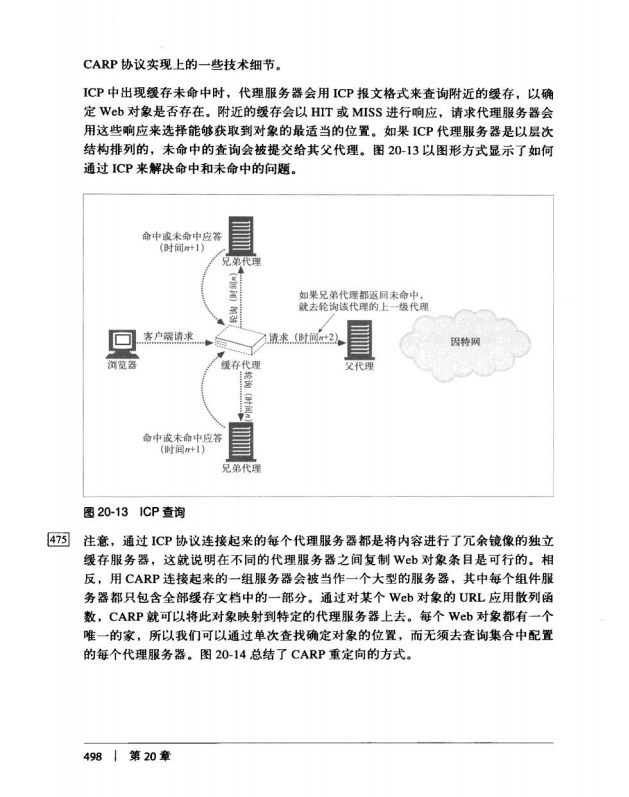 CARP 协议实现上的一些技术细节。
ICP 中出现缓存未命中时，代理服务器会用 ICP 报文格式来查询附近的缓存，以确
定 Web 对象是否存在。附近的缓存会以 HIT 或 MISS 进行响应，请求代理服务器会
用这些响应来选择能够获取到对象的最适当的位置。如果 ICP 代理服务器是以层次
结构排列的，未命中的查询会被提交给其父代理。图 20-13 以图形方式显示了如何
通过 ICP 来解决命中和未命中的问题。
命中或未命中应答
（时间n+1）
兄弟代理
轮询（时间n）
如果兄弟代理都返回未命中，
就去轮询该代理的上一级代理
客户端请求
请求（时间n+2）
因特网
浏览器
缓存代理
父代理
轮询（时间n）
命中或未命中应答
（时间n+1）
兄弟代理
图 20-13 ICP 查询
475
注意，通过 ICP 协议连接起来的每个代理服务器都是将内容进行了冗余镜像的独立
缓存服务器，这就说明在不同的代理服务器之间复制 Web 对象条目是可行的。相
反，用 CARP 连接起来的一组服务器会被当作一个大型的服务器，其中每个组件服
务器都只包含全部缓存文档中的一部分。通过对某个 Web 对象的 URL 应用散列函
数，CARP 就可以将此对象映射到特定的代理服务器上去。每个 Web 对象都有一个
唯一的家，所以我们可以通过单次查找确定对象的位置，而无须去查询集合中配置
的每个代理服务器。图 20-14 总结了 CARP 重定向的方式。
498 | 第 20 章